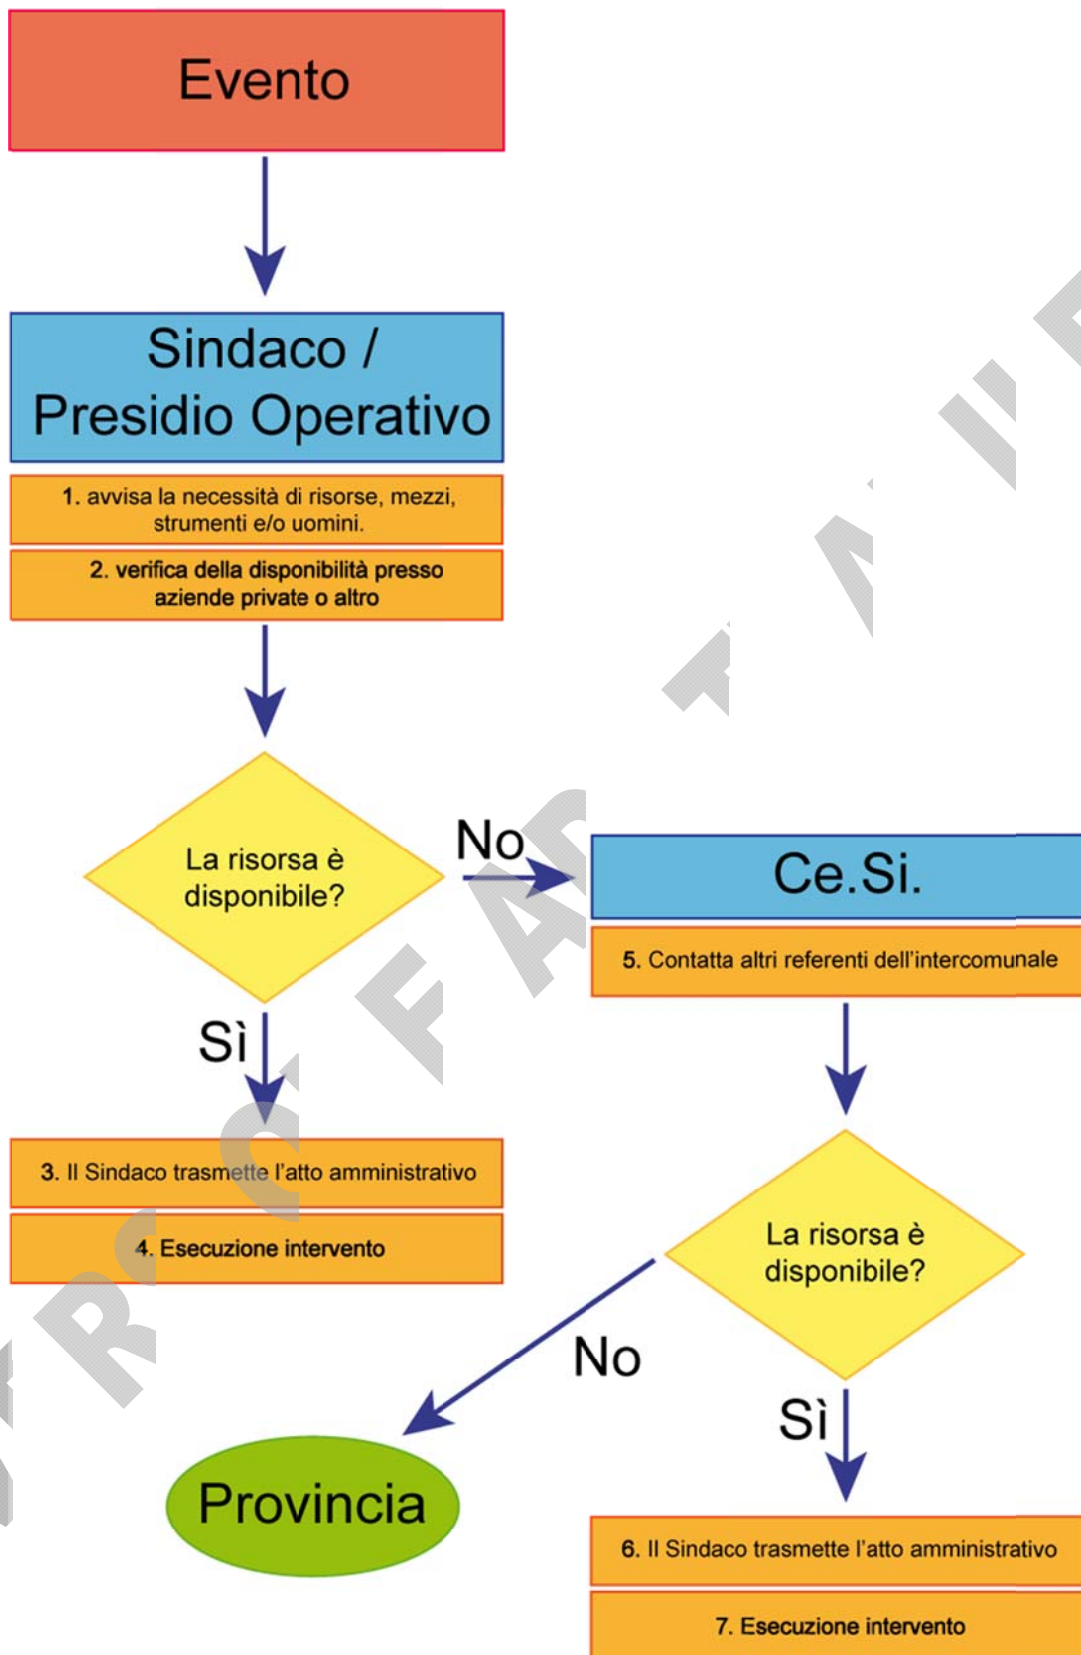 Evento
Sindaco /
Presidio Operativo
1. avvisa la necessità di risorse, mezzi,
strumenti e/o uomini.
2. verifica della disponibilità presso
aziende private o altro
La risorsa è
disponibile?
No
Ce.Si.
5. Contatta altri referenti dell'intercomunale
Sì
3. Il Sindaco trasmette l'atto amministrativo
4. Esecuzione intervento
La risorsa è
disponibile?
No
Sì
Provincia
6. Il Sindaco trasmette l'atto amministrativo
7. Esecuzione intervento